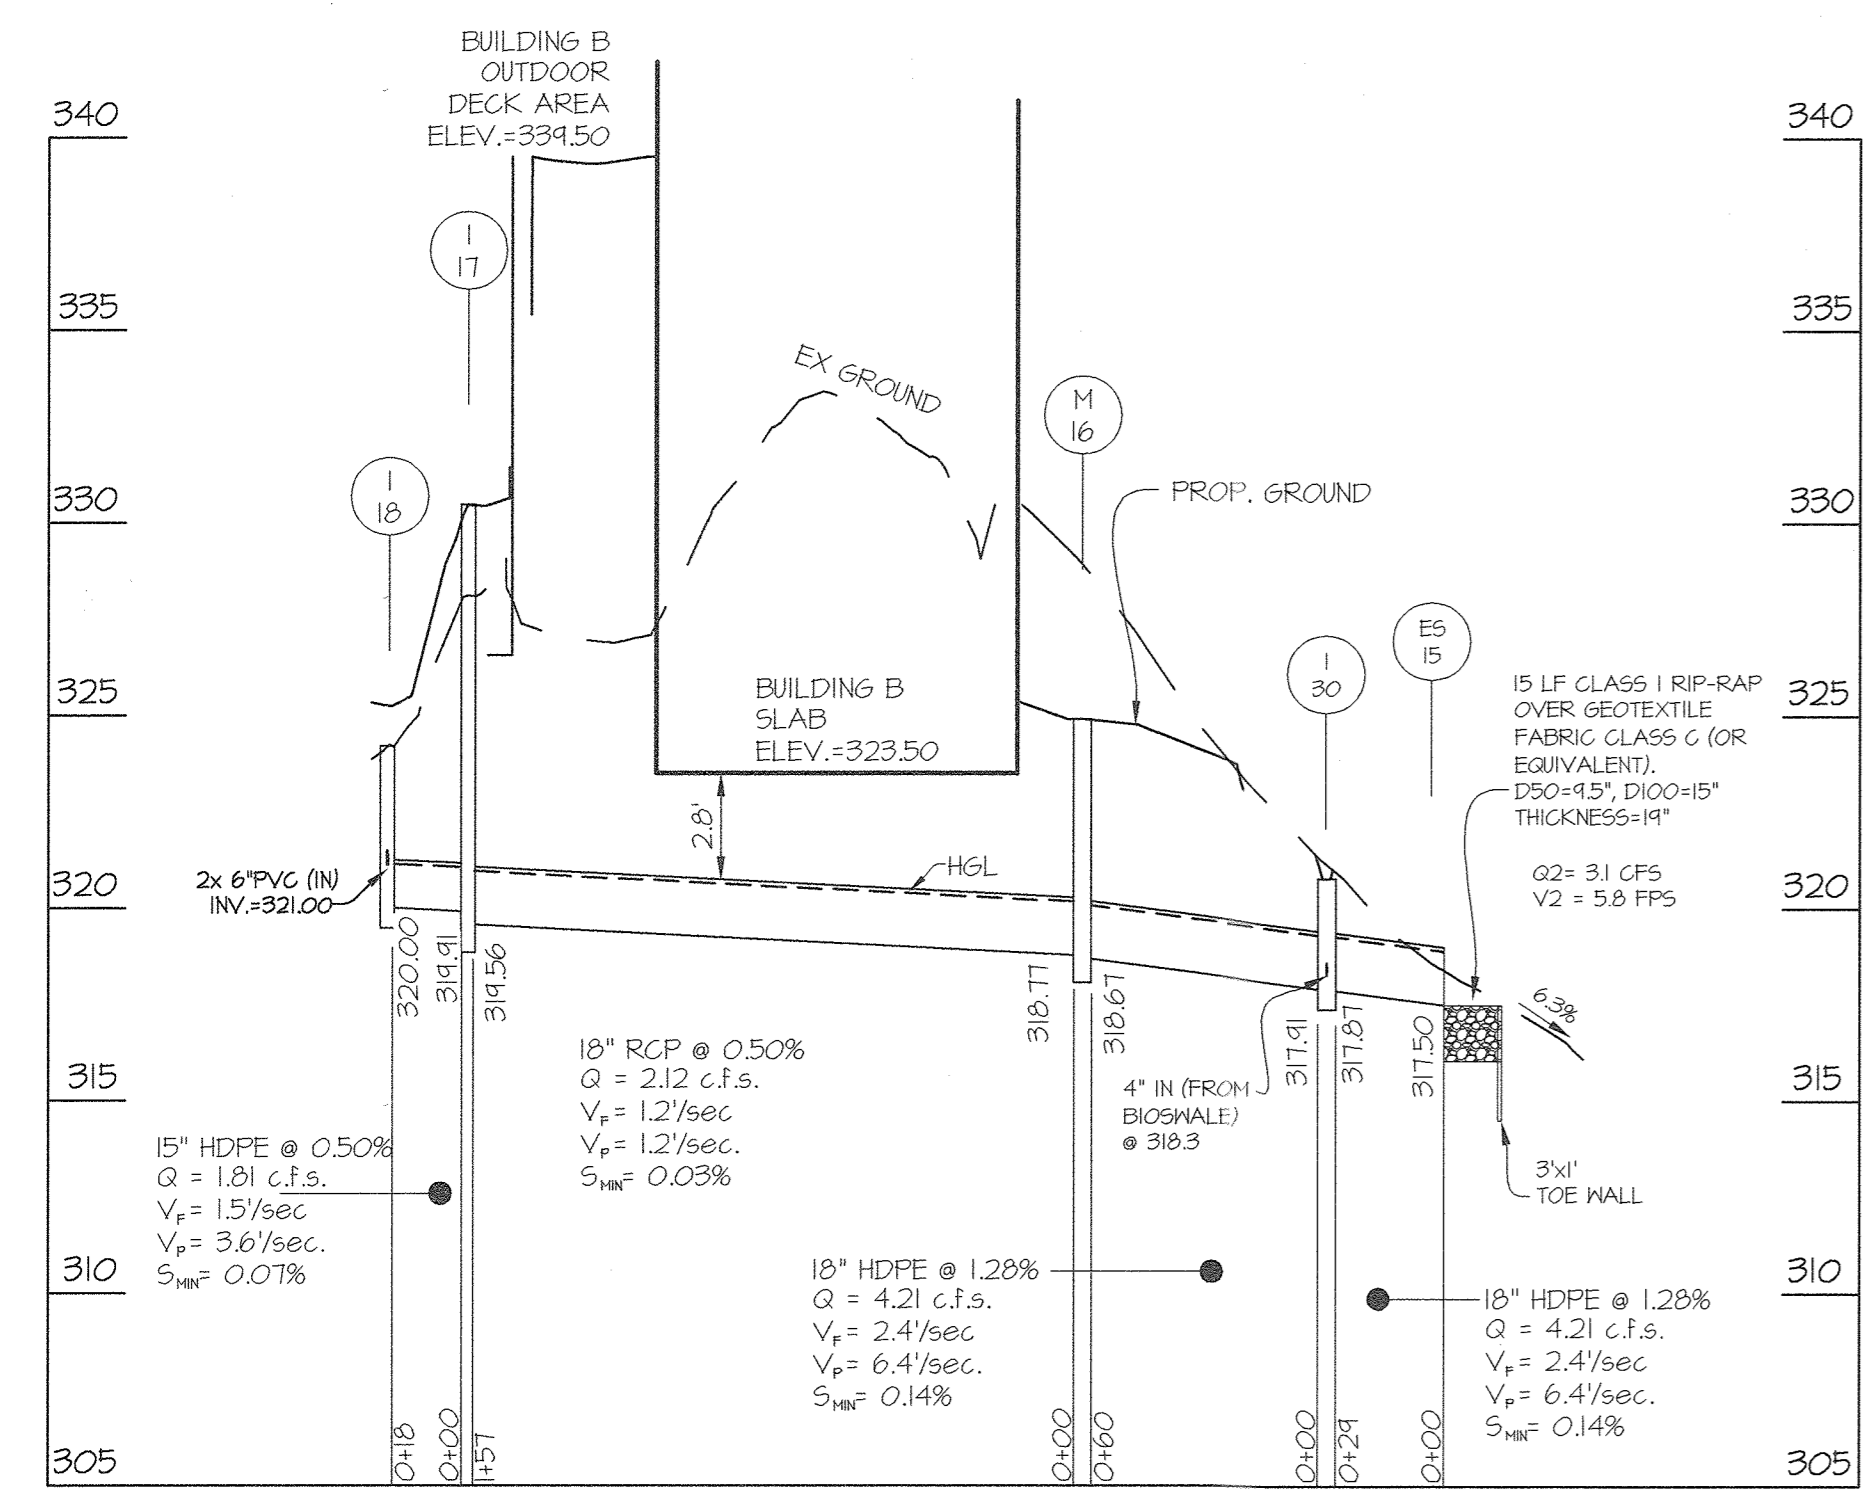 BUILDING B
OUTDOOR
DECK AREA
ELEV.=339.50
340
340
I
17
335
335
EX GROUND
M
16
I
18
330
330
PROP. GROUND
ES
15
I
30
325
325
BUILDING B
SLAB
ELEV.=323.50
15 LF CLASS I RIP-RAP
OVER GEOTEXTILE
FABRIC CLASS C (OR
EQUIVALENT).
D50=9.5", D100=15"
THICKNESS=19"
2.8'
HGL
Q2= 3.1 CFS
V2 = 5.8 FPS
2x 6"PVC (IN)
INV.=321.00
320
320
320.00
319.91
319.56
318.77
318.67
317.91
317.87
317.50
6.3%
18" RCP @ 0.50%
Q = 2.12 c.f.s.
VF= 1.2'/sec
VP= 1.2'/sec.
SMIN= 0.03%
315
315
4" IN (FROM
BIOSWALE)
@ 318.3
3'x1'
TOE WALL
15" HDPE @ 0.50%
Q = 1.81 c.f.s.
VF= 1.5'/sec
VP= 3.6'/sec.
SMIN= 0.07%
310
310
18" HDPE @ 1.28%
Q = 4.21 c.f.s.
VF= 2.4'/sec
VP= 6.4'/sec.
SMIN= 0.14%
18" HDPE @ 1.28%
Q = 4.21 c.f.s.
VF= 2.4'/sec
VP= 6.4'/sec.
SMIN= 0.14%
305
305
0+18
0+00
1+57
0+00
0+60
0+00
0+29
0+00